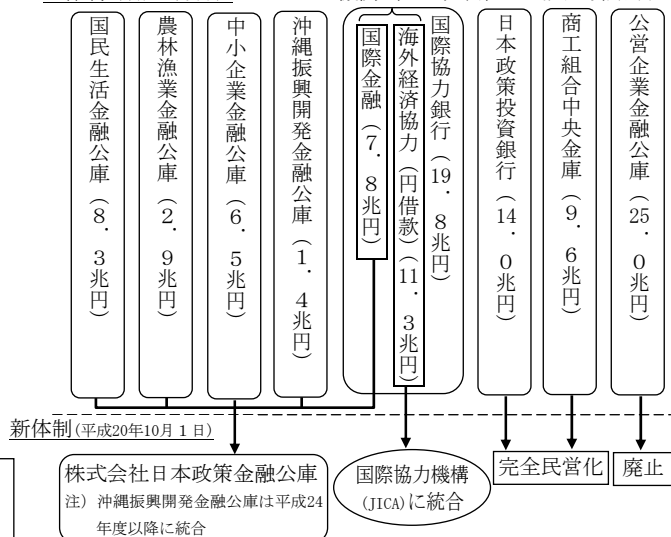 国民生活金融公庫（8．3兆円）
農林漁業金融公庫（2．9兆円）
中小企業金融公庫（6．5兆円）
沖縄振興開発金融公庫（1．4兆円）
国際金融（7．8兆円）
海外経済協力（円借款）（11．3兆円）
国際協力銀行（19．8兆円）
日本政策投資銀行（14．0兆円）
商工組合中央金庫（9．6兆円）
公営企業金融公庫（25．0兆円）
新体制(平成20年10月１日)
株式会社日本政策金融公庫
注）沖縄振興開発金融公庫は平成24
年度以降に統合
国際協力機構
(JICA)に統合
完全民営化
廃止